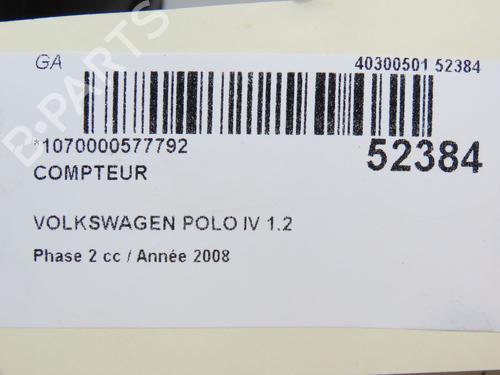 GA
40300501 52384
*1070000577792
52384
COMPTEUR
VOLKSWAGEN POLO IV 1.2
Phase 2 cc / Année 2008
B-PARTS